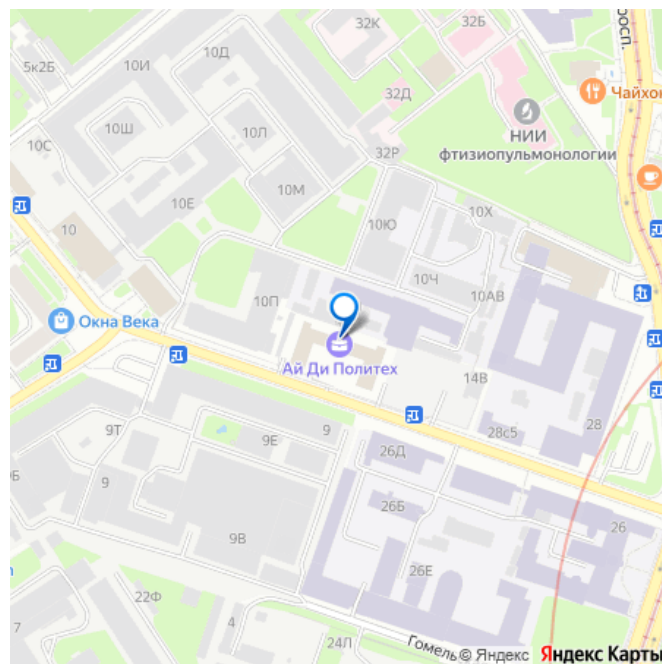 32К
32Б
просп.
10Д
5к2Б
10И
32Д
Чайхон
10Ш
10Л
НИИ
фтизиопульмонологии
10С
32Р
10М
10Е
10Х
10
10Ю
10Ч
10П
10АВ
Окна Века
Ай Ди Политех
14В
28
28с5
9Т
9Е
9
26Д
9Б
9
26Б
26
9В
26Е
22Ф
7
4
24Л
Гомель
© Яндекс
Яндекс Карты